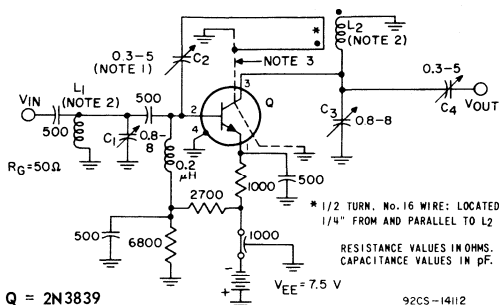 *
L2
(NOTE 2)
0.3-5
(NOTE 1)
C2
NOTE 3
3
0.3-5
C4
VOUT
L1
(NOTE 2)
VIN
500
500
C1
0.8-
8
2
4
Q
1
C3
0.8-8
RG=50Ω
0.2
μH
1000
500
* 1/2 TURN. No.16 WIRE: LOCATED
1/4" FROM AND PARALLEL TO L2
2700
500
6800
1000
RESISTANCE VALUES IN OHMS.
CAPACITANCE VALUES IN pF.
-
+
VEE= 7.5 V
Q = 2N3839
92CS-14112